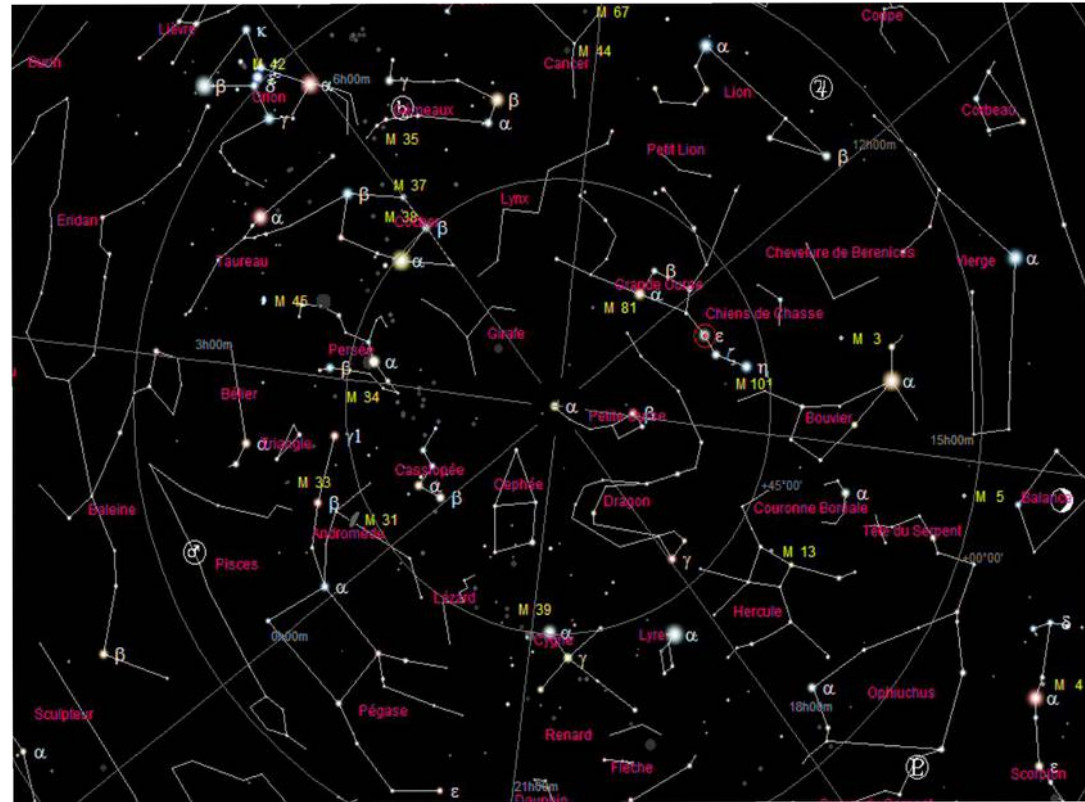 M 67
Lièvre
Coupe
κ
α
M 44
Burin
M 42
Cancer
6h00m
Lion
β
δ
α
γ
β
Orion
Gémeaux
Corbeau
γ
α
M 35
12h00m
Petit Lion
β
M 37
β
Lynx
M 38
α
Cocher
β
Eridan
Chevelure de Bérénices
Taureau
α
β
Vierge
α
Grande Ourse
α
M 45
M 81
Chiens de Chasse
Girafe
ε
3h00m
Persée
α
ζ
M 3
β
η
M 101
α
Bélier
M 34
α
Petite Ourse
β
Bouvier
α
Triangle
γ1
15h00m
Cassiopée
M 33
α
Céphée
+45°00'
β
β
Dragon
α
M 5
Balance
Baleine
M 31
Couronne Boréale
Andromède
Tête du Serpent
M 13
+00°00'
Pisces
γ
α
Lézard
Hercule
M 39
0h00m
Cygne
α
Lyre
α
δ
β
γ
α
Ophiuchus
M 4
Sculpteur
Pégase
18h00m
α
Renard
α
Flèche
ε
Scorpion
21h00m
ε
Dauphin